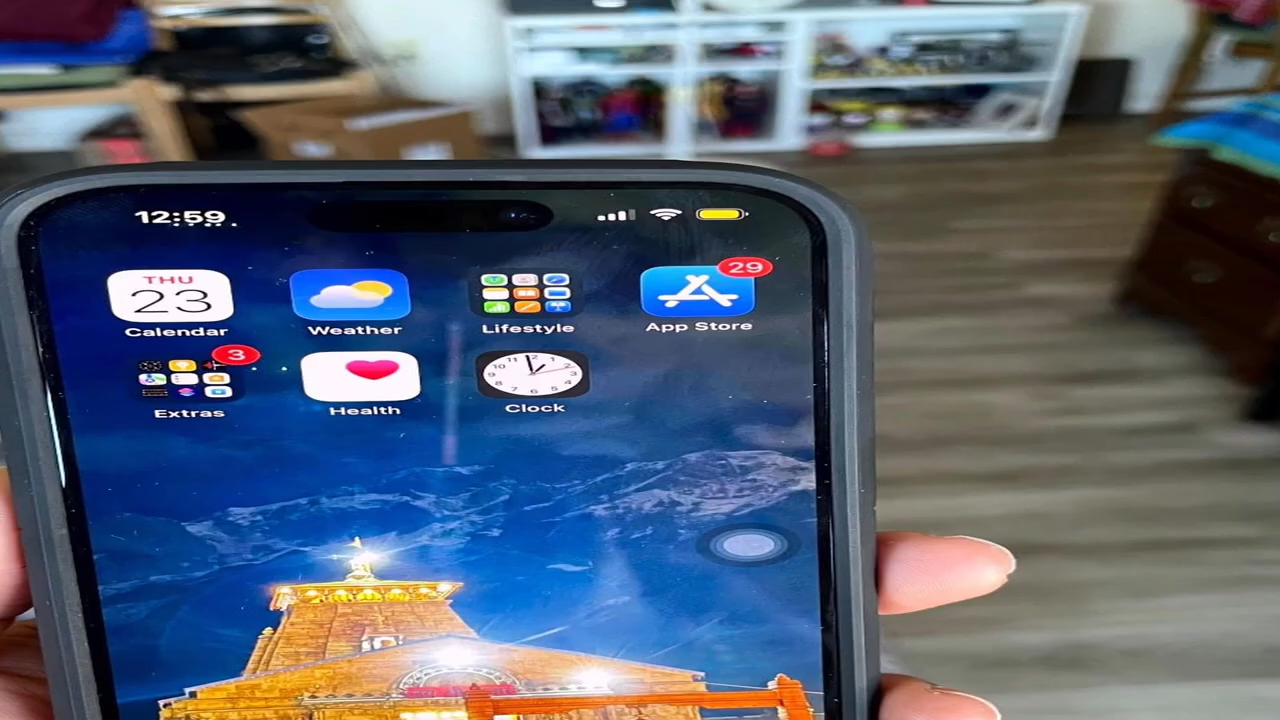 12:59
THU
23
29
Calendar
Weather
Lifestyle
App Store
3
Extras
Health
Clock